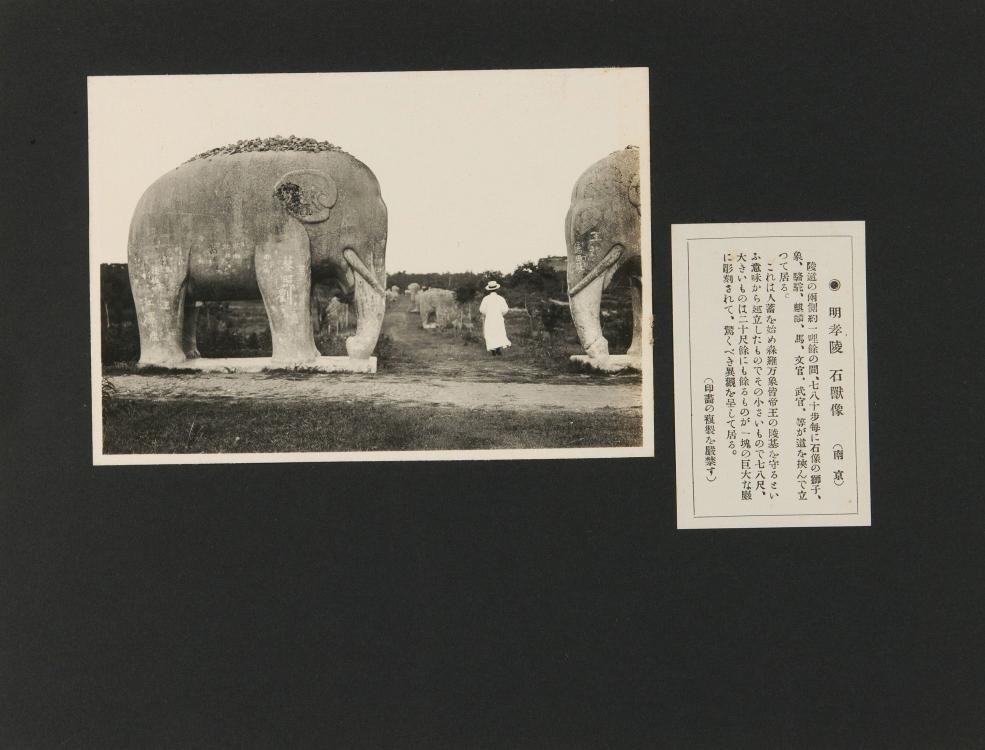 ◉ 明孝陵 石獸像 (南京)
陵道の兩側約一哩餘の間、七八十步每に石像の獅子、
象、駱駝、麒麟、馬、文官、武官、等が道を挾んで立
つて居る。
これは人畜を始め森羅万象皆帝王の陵墓を守るとい
ふ意味から建立したものでその小さいもので七八尺、
大きいものは二十尺餘にも餘るものが一塊の巨大な巖
に彫刻されて、驚くべき異觀を呈して居る。
(印畵の複製を嚴禁す)